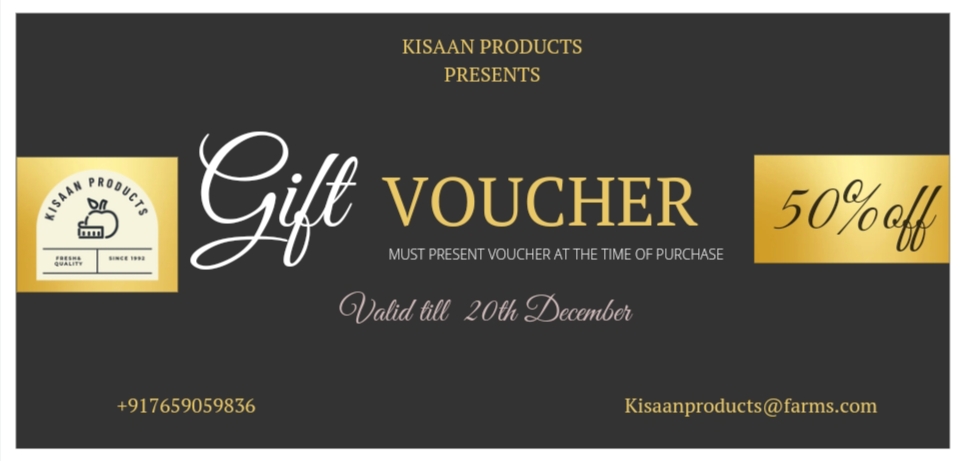 KISAAN PRODUCTS
PRESENTS
KISAAN PRODUCTS
FRESH&
QUALITY
SINCE 1992
Gift VOUCHER
50% off
MUST PRESENT VOUCHER AT THE TIME OF PURCHASE
Valid till 20th December
+917659059836
Kisaanproducts@farms.com